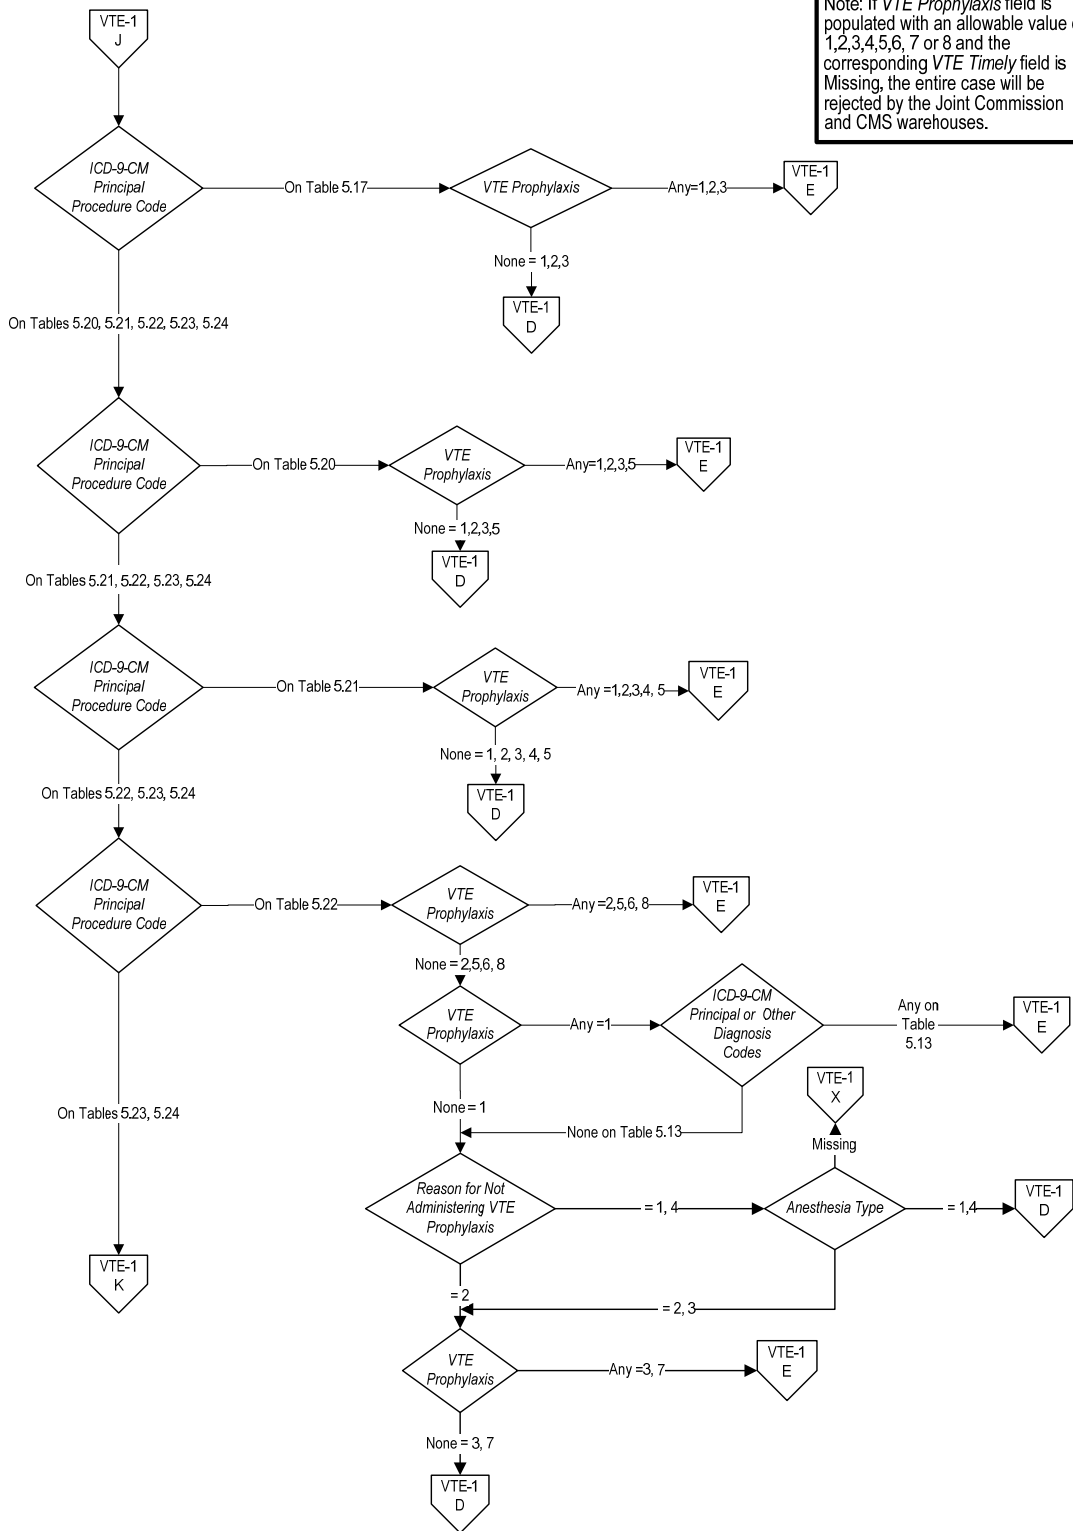 VTE-1
J
Note: If VTE Prophylaxis field is
populated with an allowable value
1,2,3,4,5,6, 7 or 8 and the
corresponding VTE Timely field is
Missing, the entire case will be
rejected by the Joint Commission
and CMS warehouses.
ICD-9-CM
Principal
Procedure Code
On Table 5.17
VTE Prophylaxis
Any=1,2,3
VTE-1
E
None = 1,2,3
VTE-1
D
On Tables 5.20, 5.21, 5.22, 5.23, 5.24
ICD-9-CM
Principal
Procedure Code
On Table 5.20
VTE
Prophylaxis
Any=1,2,3,5
VTE-1
E
None = 1,2,3,5
VTE-1
D
On Tables 5.21, 5.22, 5.23, 5.24
ICD-9-CM
Principal
Procedure Code
On Table 5.21
VTE
Prophylaxis
Any =1,2,3,4, 5
VTE-1
E
None = 1, 2, 3, 4, 5
VTE-1
D
On Tables 5.22, 5.23, 5.24
ICD-9-CM
Principal
Procedure Code
On Table 5.22
VTE
Prophylaxis
Any=2,5,6, 8
VTE-1
E
None = 2,5,6, 8
VTE
Prophylaxis
Any =1
ICD-9-CM
Principal or Other
Diagnosis
Codes
Any on
Table
5.13
VTE-1
E
None = 1
None on Table 5.13
VTE-1
X
Missing
On Tables 5.23, 5.24
Reason for Not
Administering VTE
Prophylaxis
= 1, 4
Anesthesia Type
= 1,4
VTE-1
D
VTE-1
K
= 2
= 2, 3
VTE
Prophylaxis
Any =3, 7
VTE-1
E
None = 3, 7
VTE-1
D